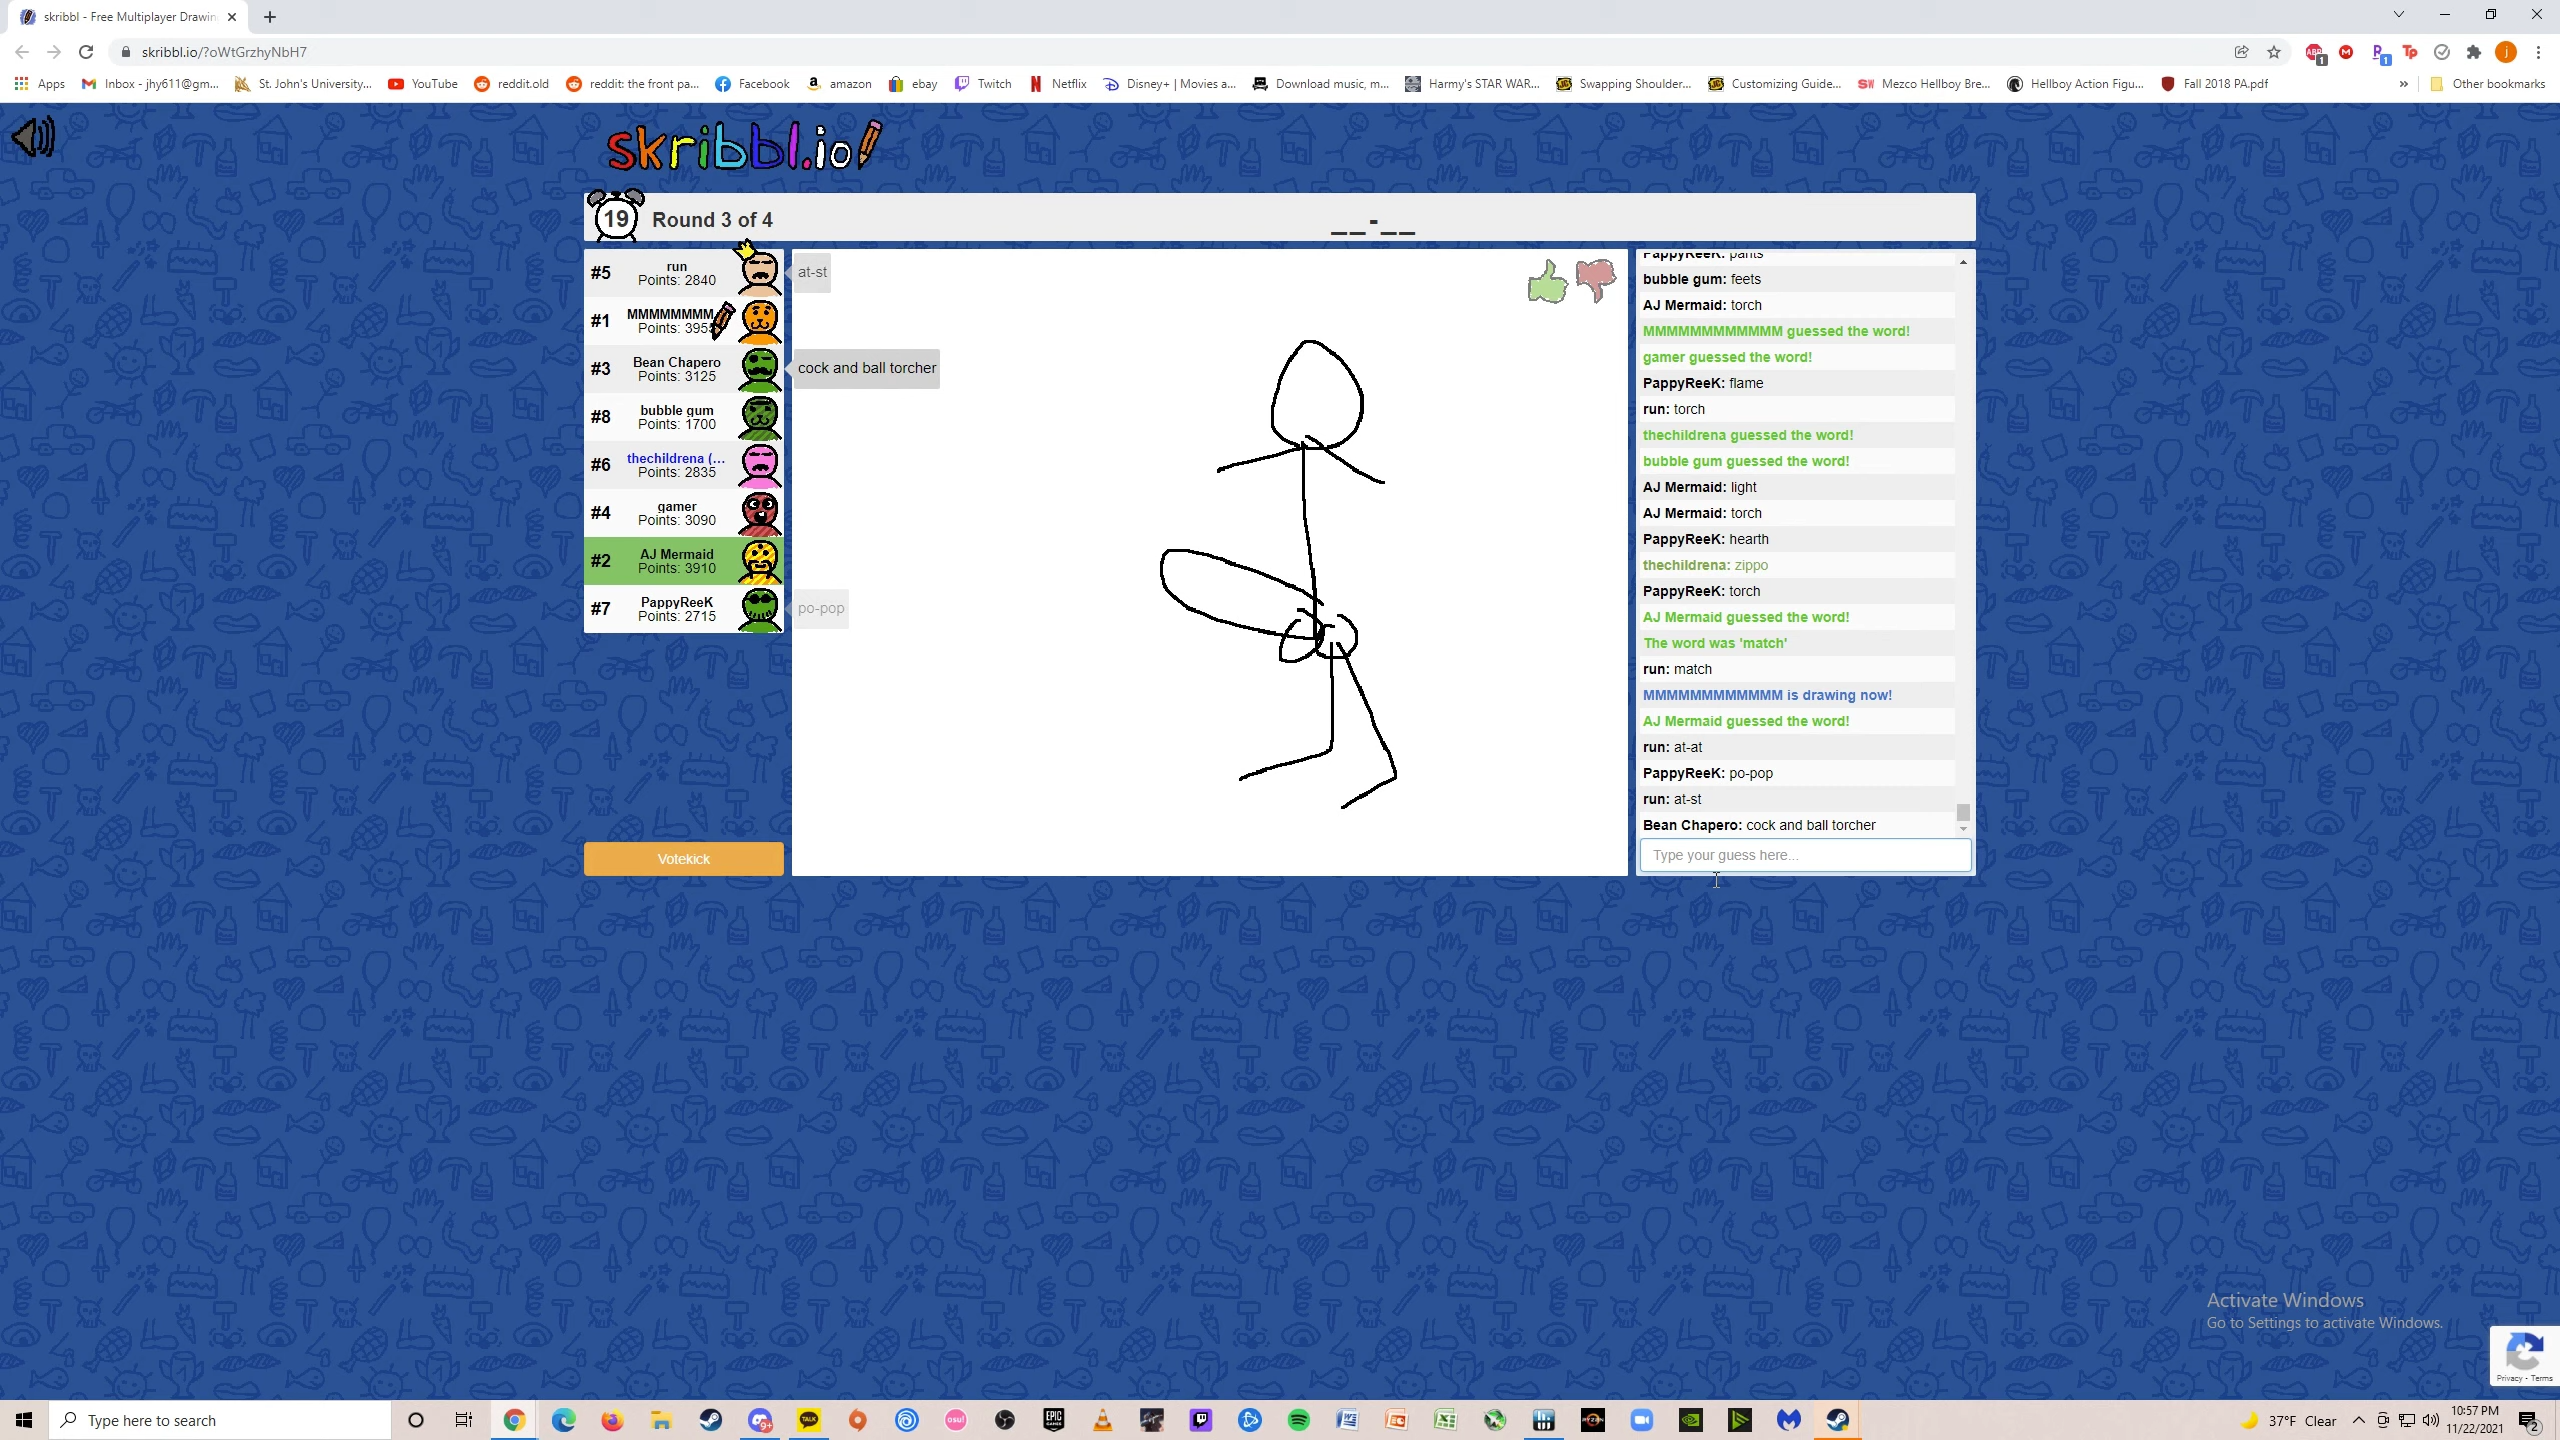 skribbl - Free Multiplayer Drawin
skribbl.io/?oWtGrzhyNbH7
Apps
Inbox - jhy611@gm...
St. John's University...
YouTube
reddit.old
reddit: the front pa...
Facebook
amazon
ebay
Twitch
Netflix
Disney+ | Movies a...
Download music, m...
Harmy's STAR WAR...
Swapping Shoulder...
Customizing Guide...
Mezco Hellboy Bre...
Hellboy Action Figu...
Fall 2018 PA.pdf
»
Other bookmarks
skribbl.io
19
Round 3 of 4
__-__
#5 run
Points: 2840
at-st
#1 MMMMMMMM
Points: 3955
#3 Bean Chapero
Points: 3125
cock and ball torcher
#8 bubble gum
Points: 1700
#6 thechildrena (...
Points: 2835
#4 gamer
Points: 3090
#2 AJ Mermaid
Points: 3910
#7 PappyReeK
Points: 2715
po-pop
Votekick
PappyReeK: pants
bubble gum: feets
AJ Mermaid: torch
MMMMMMMMMMMM guessed the word!
gamer guessed the word!
PappyReeK: flame
run: torch
thechildrena guessed the word!
bubble gum guessed the word!
AJ Mermaid: light
AJ Mermaid: torch
PappyReeK: hearth
thechildrena: zippo
PappyReeK: torch
AJ Mermaid guessed the word!
The word was 'match'
run: match
MMMMMMMMMMMM is drawing now!
AJ Mermaid guessed the word!
run: at-at
PappyReeK: po-pop
run: at-st
Bean Chapero: cock and ball torcher
Type your guess here...
Activate Windows
Go to Settings to activate Windows.
Privacy - Terms
Type here to search
37°F Clear
10:57 PM
11/22/2021